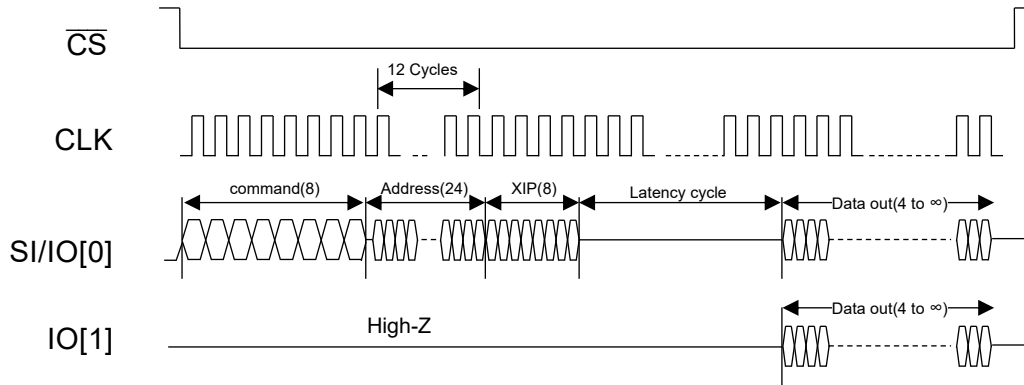 CS
12 Cycles
CLK
command(8)
Address(24)
XIP(8)
Latency cycle
Data out(4 to ∞)
SI/IO[0]
Data out(4 to ∞)
High-Z
IO[1]